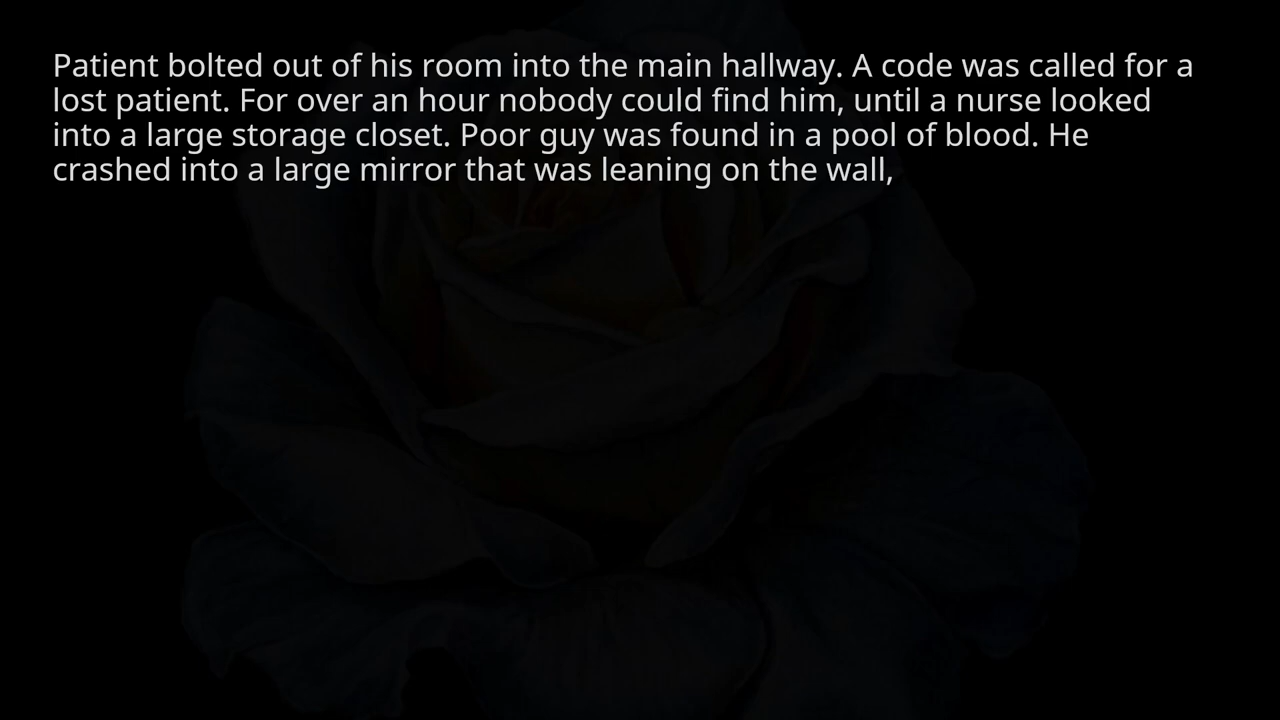 Patient bolted out of his room into the main hallway. A code was called for a
lost patient. For over an hour nobody could find him, until a nurse looked
into a large storage closet. Poor guy was found in a pool of blood. He
crashed into a large mirror that was leaning on the wall,